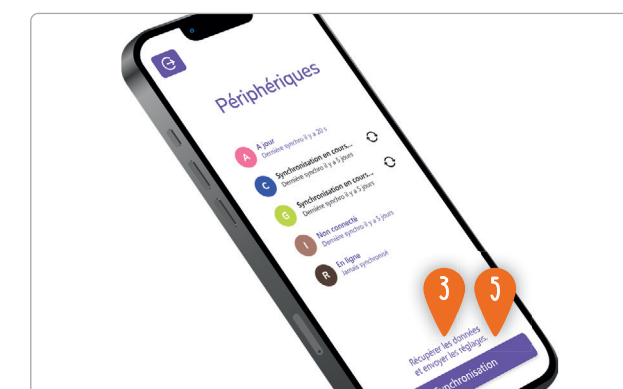 Périphériques
A
A jour
Dernière synchro il y a 20 s
C
Synchronisation en cours...
Dernière synchro il y a 5 jours
G
Synchronisation en cours...
Dernière synchro il y a 5 jours
I
Non connecté
Dernière synchro il y a 5 jours
R
En ligne
Jamais synchronisé
3
5
Récupérer les données
et envoyer les réglages.
Synchronisation